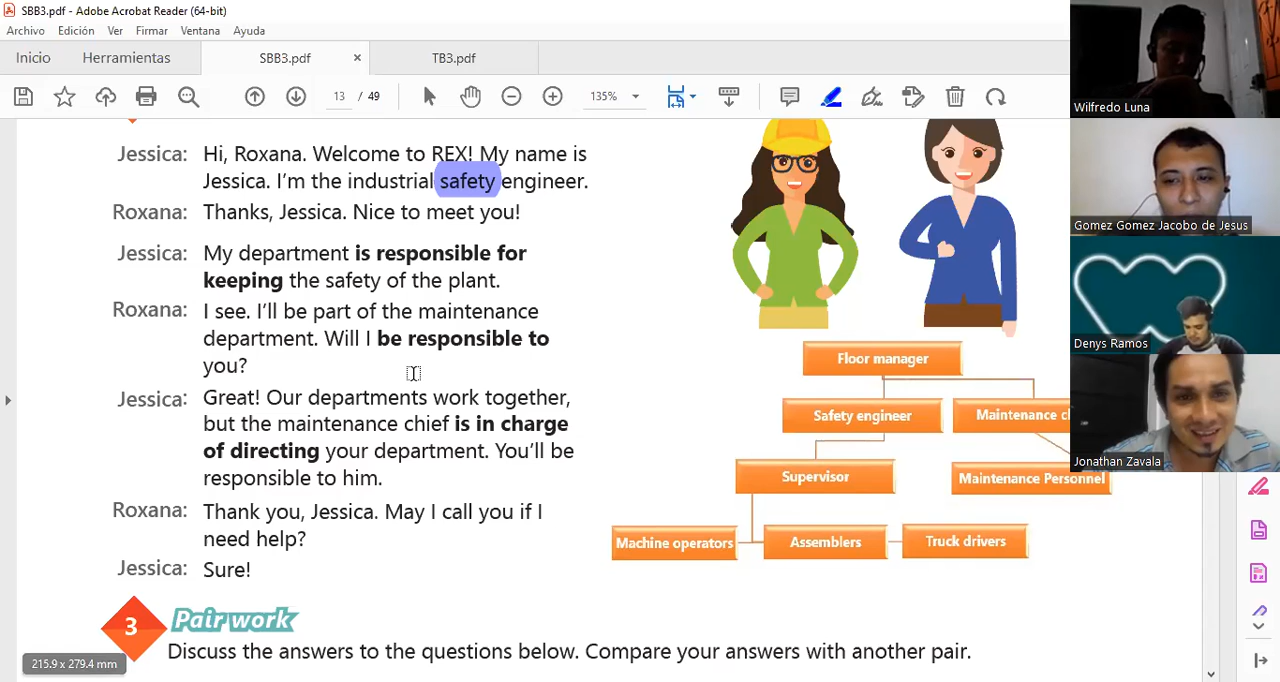 SBB3.pdf - Adobe Acrobat Reader (64-bit)
Archivo Edición Ver Firmar Ventana Ayuda
Inicio Herramientas SBB3.pdf × TB3.pdf
13 / 49 135%
Jessica: Hi, Roxana. Welcome to REX! My name is
Jessica. I'm the industrial safety engineer.
Roxana: Thanks, Jessica. Nice to meet you!
Jessica: My department is responsible for
keeping the safety of the plant.
Roxana: I see. I'll be part of the maintenance
department. Will I be responsible to
you?
Jessica: Great! Our departments work together,
but the maintenance chief is in charge
of directing your department. You'll be
responsible to him.
Roxana: Thank you, Jessica. May I call you if I
need help?
Jessica: Sure!
Floor manager
Safety engineer Maintenance c
Supervisor Maintenance Personnel
Machine operators Assemblers Truck drivers
3 Pair work
Discuss the answers to the questions below. Compare your answers with another pair.
215.9 x 279.4 mm
Wilfredo Luna
Gomez Gomez Jacobo de Jesus
Denys Ramos
Jonathan Zavala